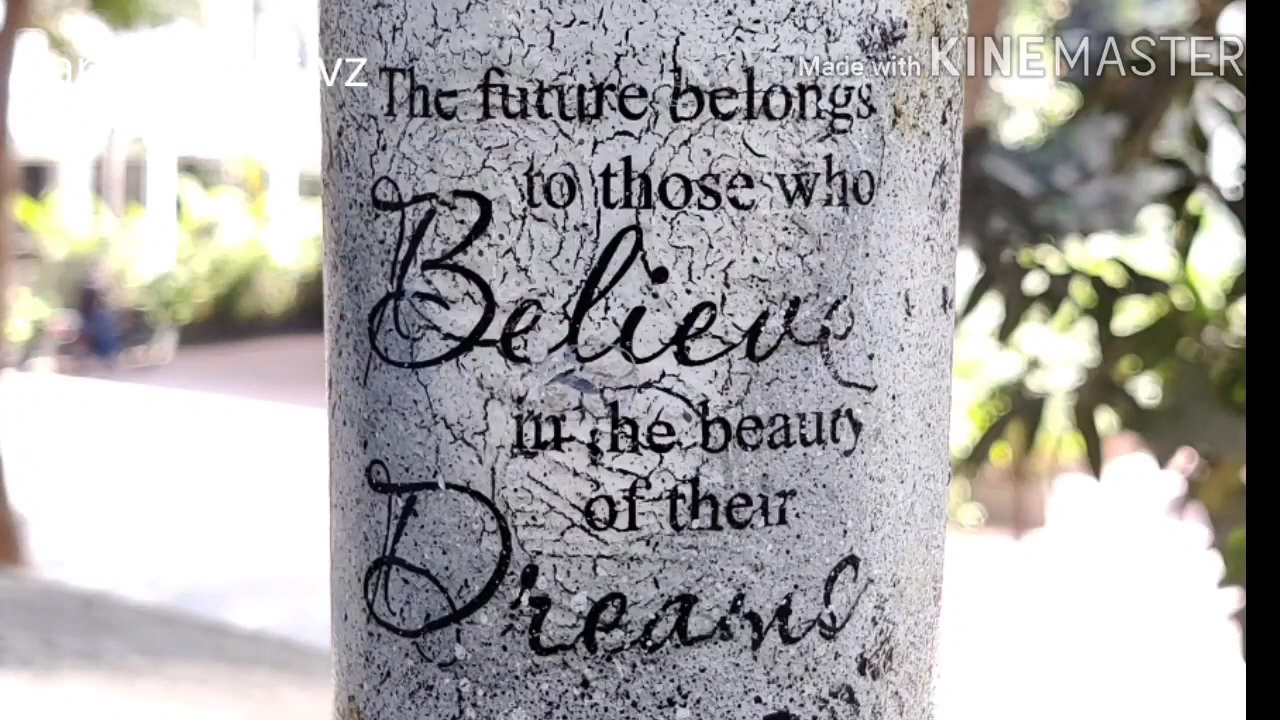 Made with KINEMASTER
The future belongs
to those who
Believe
in the beauty
of their
Dreams